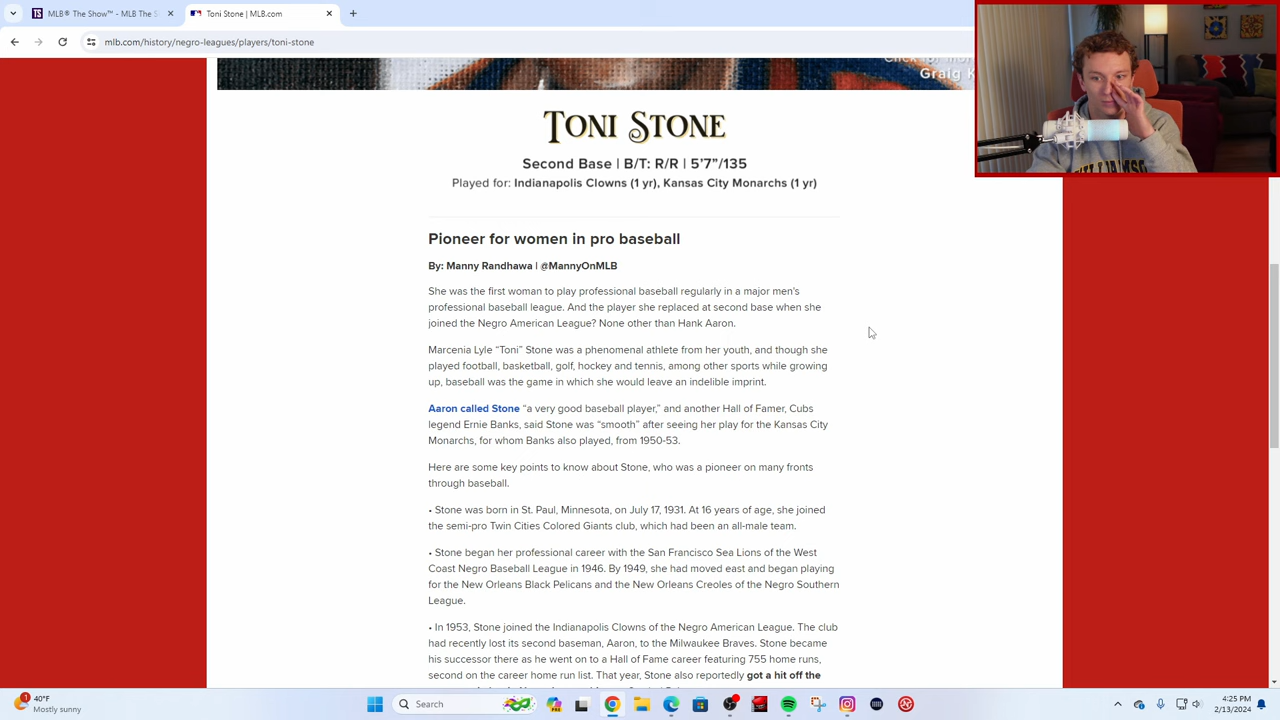 MLB® The Show™ - MLB The S
Toni Stone | MLB.com
mlb.com/history/negro-leagues/players/toni-stone
Graig K
TONI STONE
Second Base | B/T: R/R | 5'7"/135
Played for: Indianapolis Clowns (1 yr), Kansas City Monarchs (1 yr)
Pioneer for women in pro baseball
By: Manny Randhawa | @MannyOnMLB
She was the first woman to play professional baseball regularly in a major men's
professional baseball league. And the player she replaced at second base when she
joined the Negro American League? None other than Hank Aaron.
Marcenia Lyle “Toni” Stone was a phenomenal athlete from her youth, and though she
played football, basketball, golf, hockey and tennis, among other sports while growing
up, baseball was the game in which she would leave an indelible imprint.
Aaron called Stone “a very good baseball player,” and another Hall of Famer, Cubs
legend Ernie Banks, said Stone was “smooth” after seeing her play for the Kansas City
Monarchs, for whom Banks also played, from 1950-53.
Here are some key points to know about Stone, who was a pioneer on many fronts
through baseball.
• Stone was born in St. Paul, Minnesota, on July 17, 1931. At 16 years of age, she joined
the semi-pro Twin Cities Colored Giants club, which had been an all-male team.
• Stone began her professional career with the San Francisco Sea Lions of the West
Coast Negro Baseball League in 1946. By 1949, she had moved east and began playing
for the New Orleans Black Pelicans and the New Orleans Creoles of the Negro Southern
League.
• In 1953, Stone joined the Indianapolis Clowns of the Negro American League. The club
had recently lost its second baseman, Aaron, to the Milwaukee Braves. Stone became
his successor there as he went on to a Hall of Fame career featuring 755 home runs,
second on the career home run list. That year, Stone also reportedly got a hit off the
1
40°F
Mostly sunny
Search
4:25 PM
2/13/2024